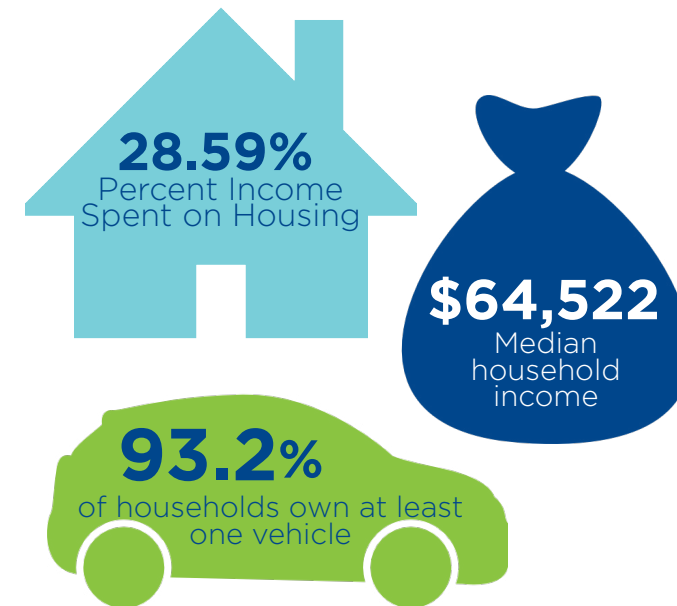 28.59%
Percent Income
Spent on Housing
$64,522
Median
household
income
93.2%
of households own at least
one vehicle